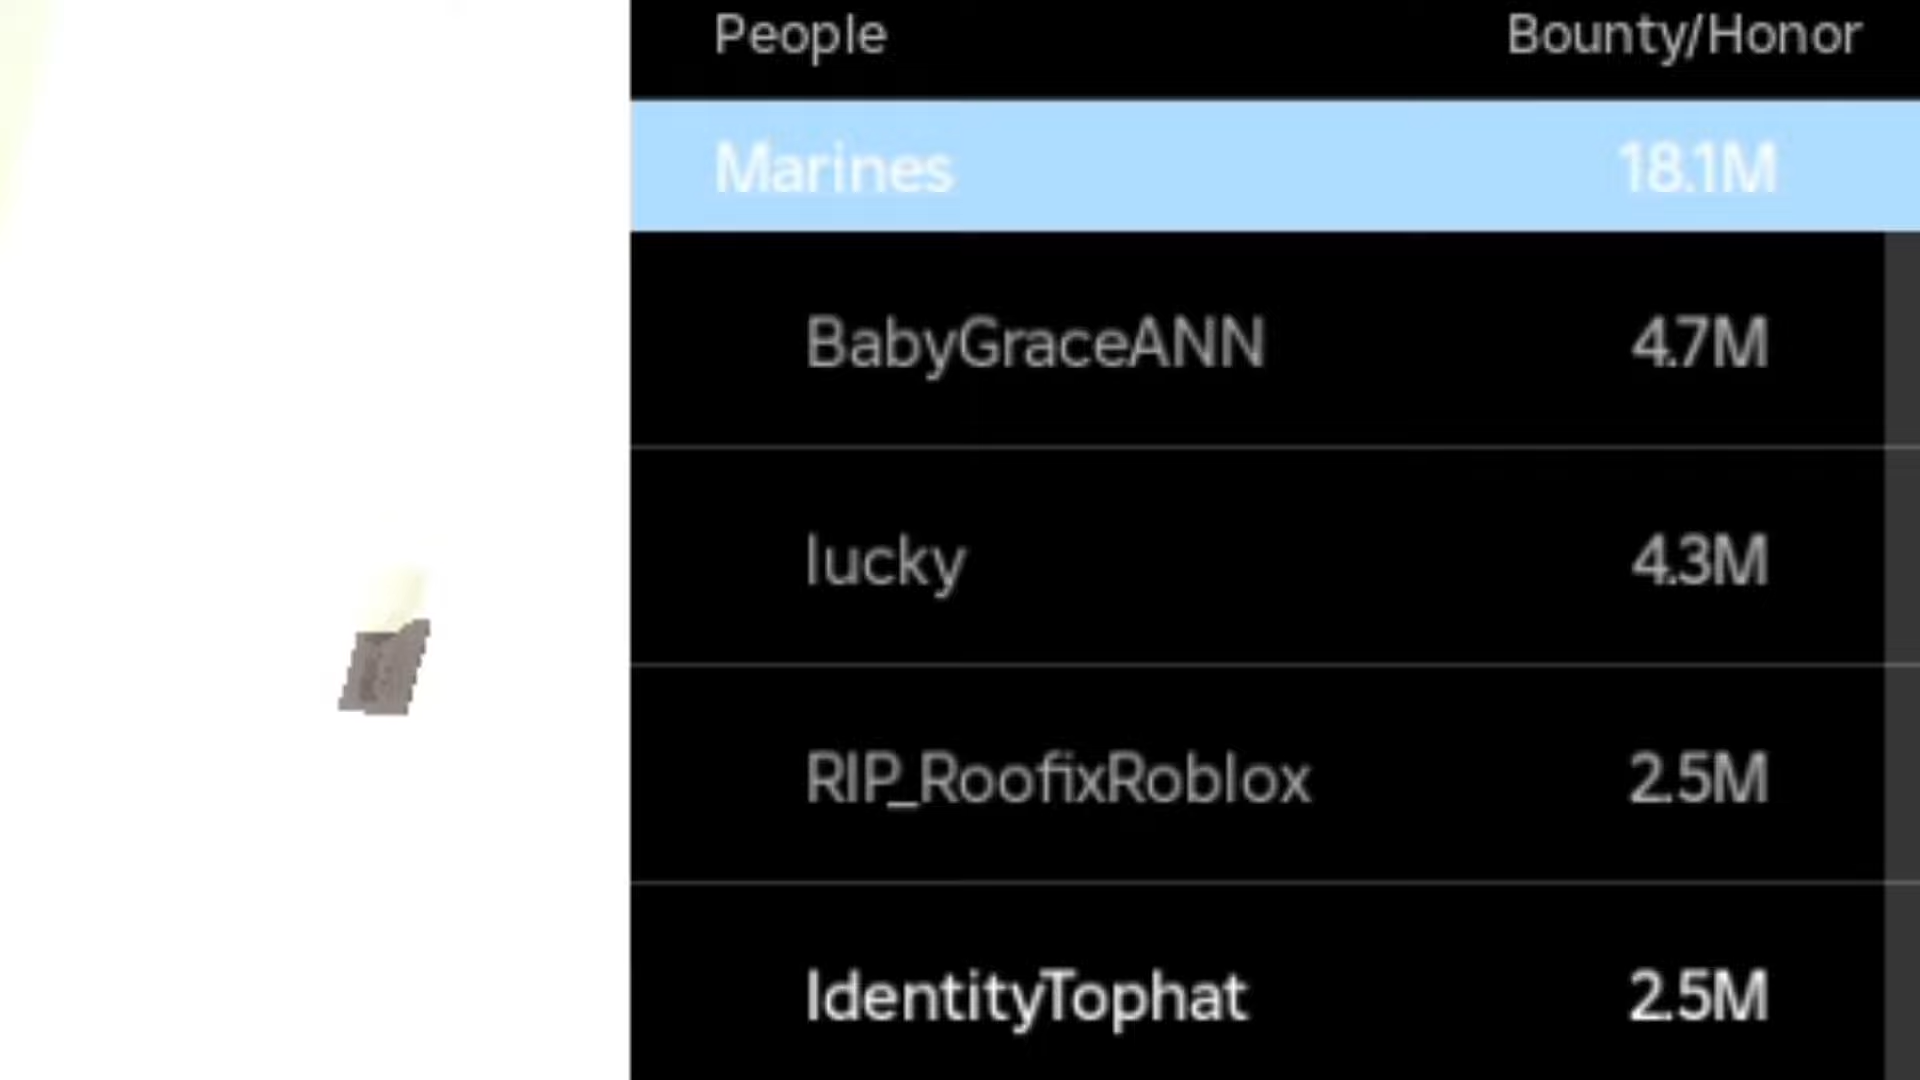 People Bounty/Honor
Marines 18.1M
BabyGraceANN 4.7M
lucky 4.3M
RIP_RoofixRoblox 2.5M
IdentityTophat 2.5M